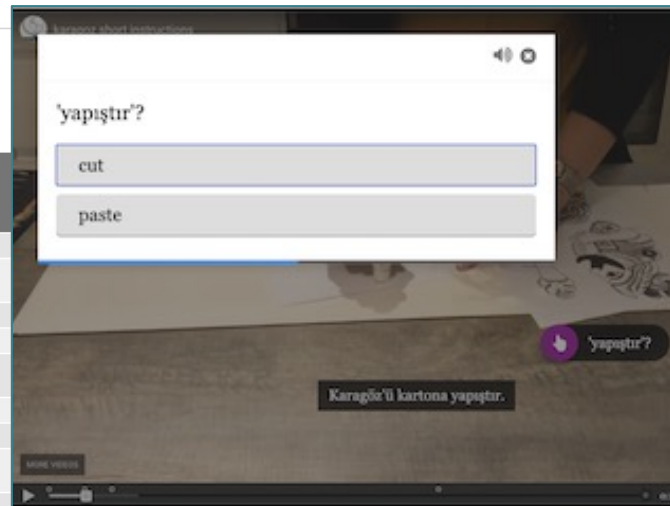 karagoz short instructions
'yapıştır'?
cut
paste
'yapıştır'?
Karagöz'ü kartona yapıştır.
MORE VIDEOS